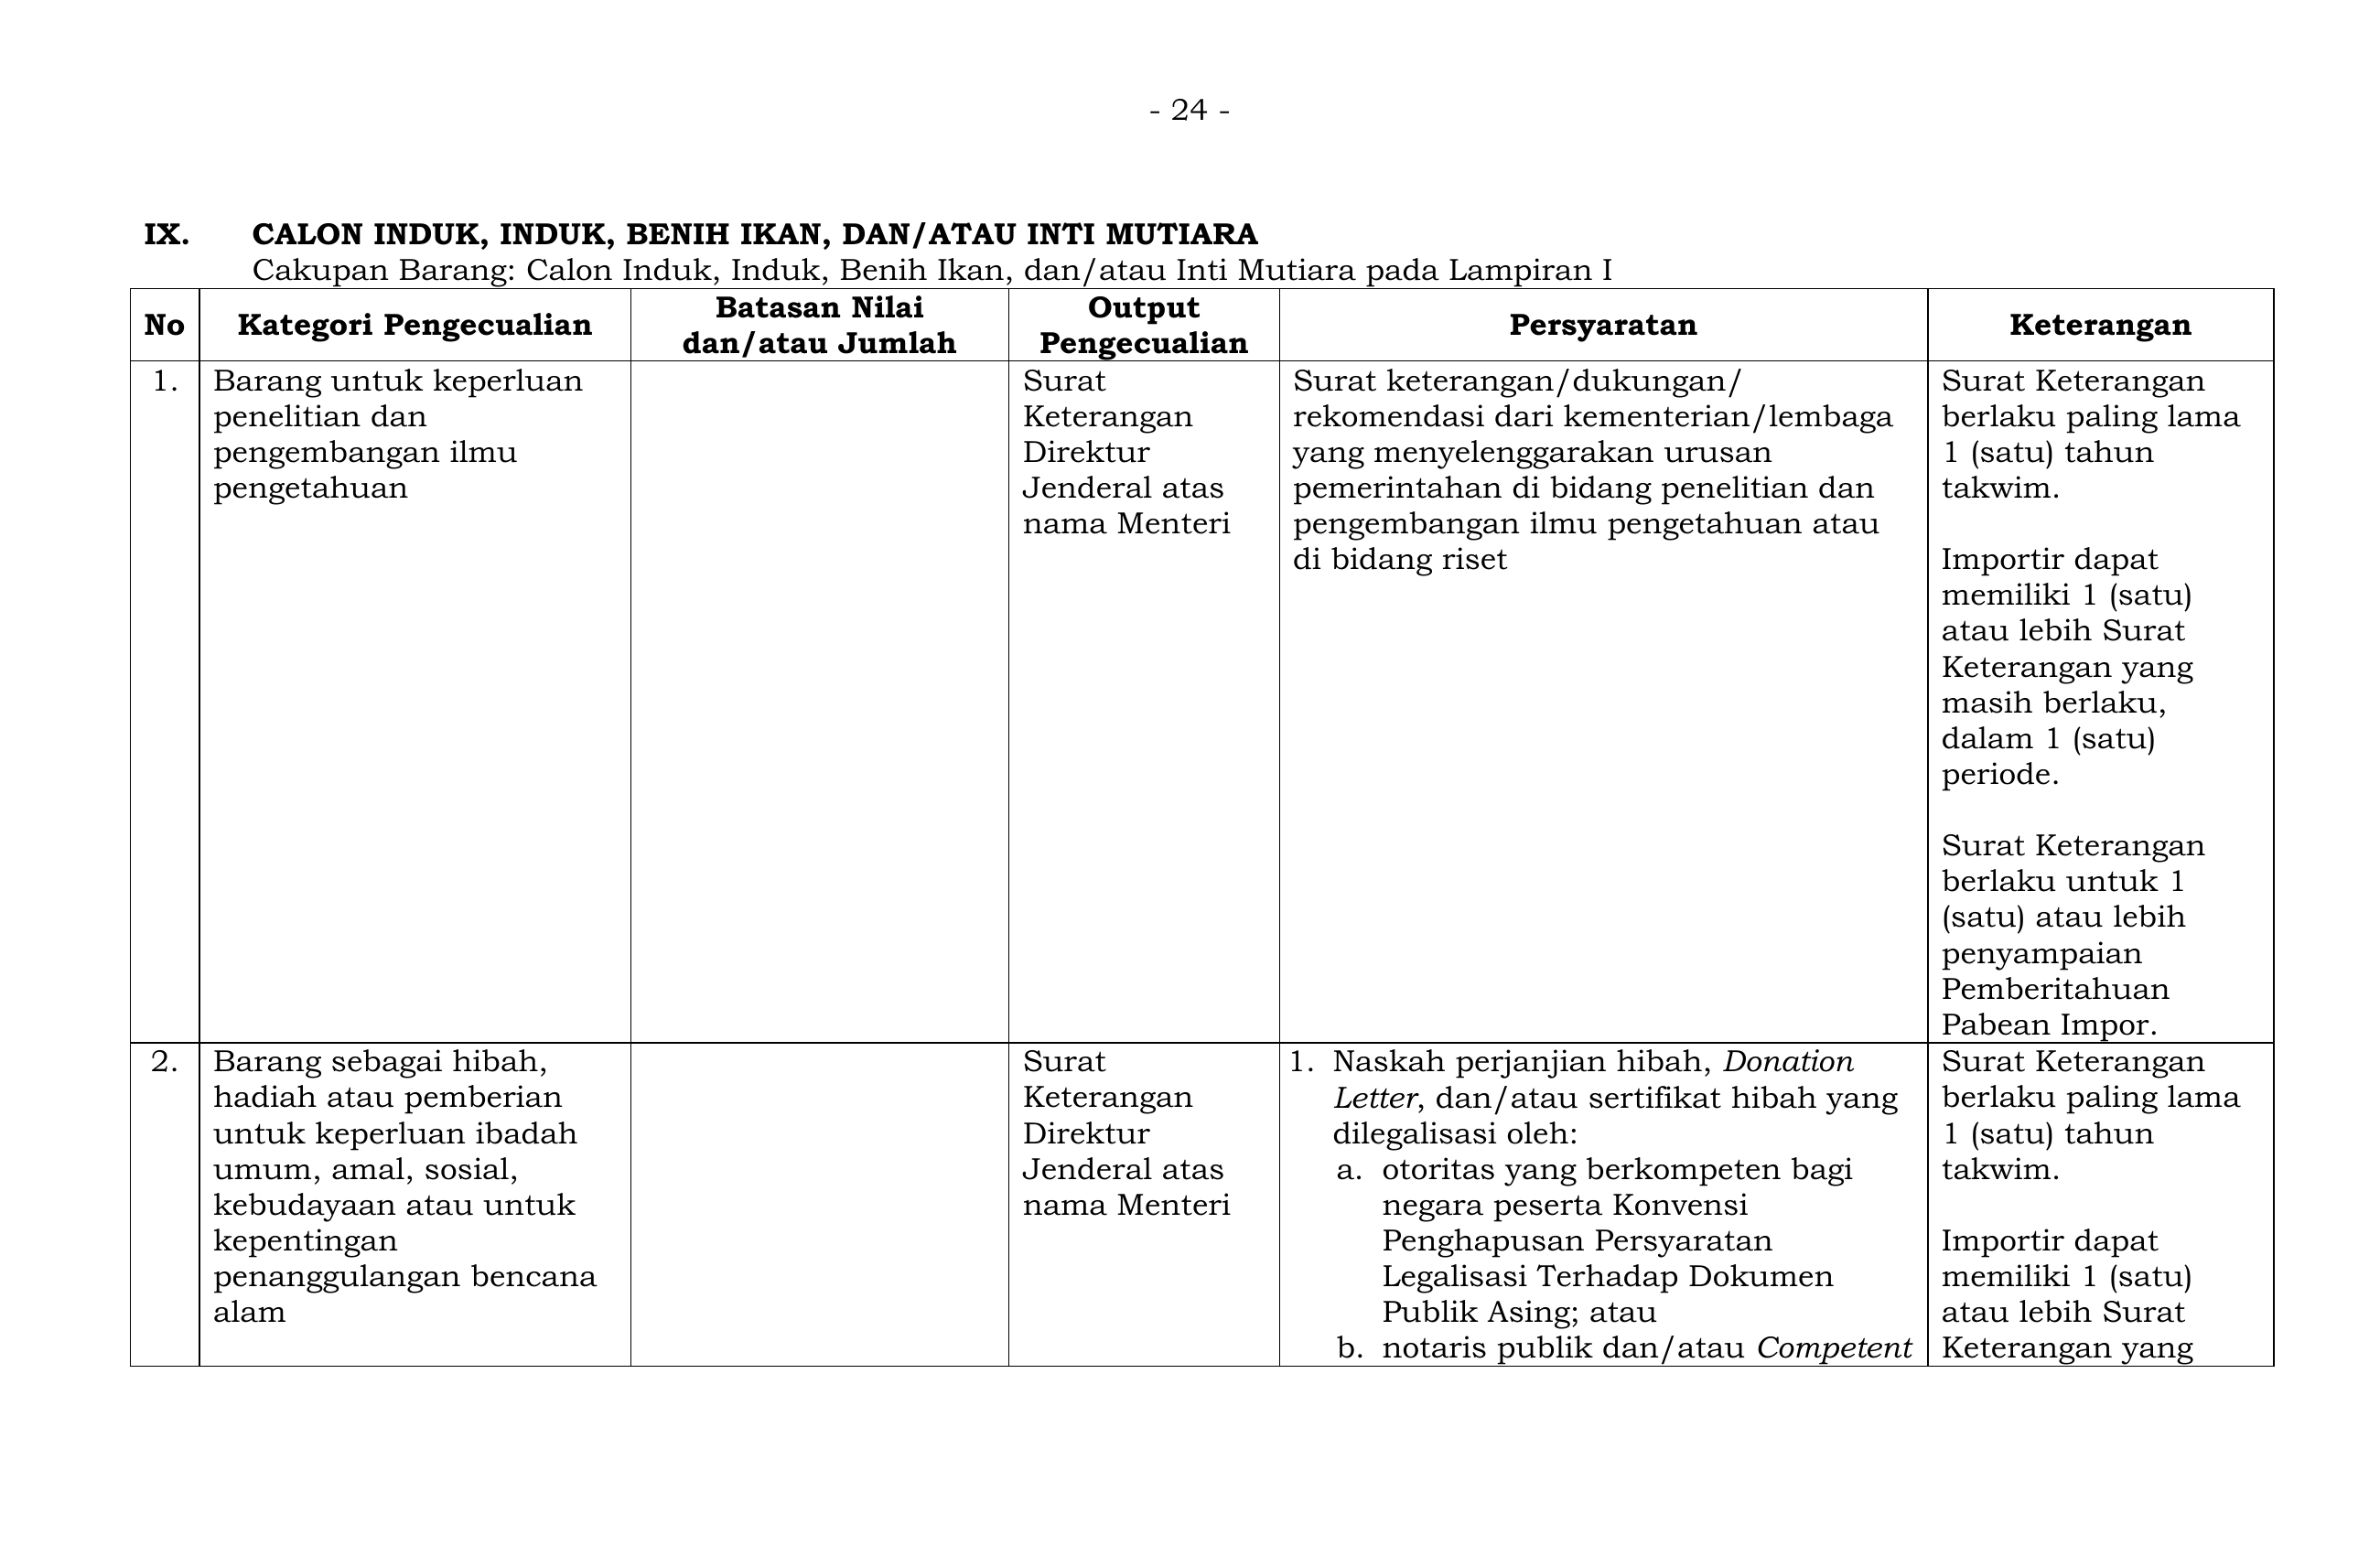 - 24 -
IX. CALON INDUK, INDUK, BENIH IKAN, DAN/ATAU INTI MUTIARA
Cakupan Barang: Calon Induk, Induk, Benih Ikan, dan/atau Inti Mutiara pada Lampiran I
No
Kategori Pengecualian
Batasan Nilai
dan/atau Jumlah
Output
Pengecualian
Persyaratan
Keterangan
1.
Barang untuk keperluan
penelitian dan
pengembangan ilmu
pengetahuan
Surat
Keterangan
Direktur
Jenderal atas
nama Menteri
Surat keterangan/dukungan/
rekomendasi dari kementerian/lembaga
yang menyelenggarakan urusan
pemerintahan di bidang penelitian dan
pengembangan ilmu pengetahuan atau
di bidang riset
Surat Keterangan
berlaku paling lama
1 (satu) tahun
takwim.
Importir dapat
memiliki 1 (satu)
atau lebih Surat
Keterangan yang
masih berlaku,
dalam 1 (satu)
periode.
Surat Keterangan
berlaku untuk 1
(satu) atau lebih
penyampaian
Pemberitahuan
Pabean Impor.
2.
Barang sebagai hibah,
hadiah atau pemberian
untuk keperluan ibadah
umum, amal, sosial,
kebudayaan atau untuk
kepentingan
penanggulangan bencana
alam
Surat
Keterangan
Direktur
Jenderal atas
nama Menteri
1. Naskah perjanjian hibah, Donation
Letter, dan/atau sertifikat hibah yang
dilegalisasi oleh:
a. otoritas yang berkompeten bagi
negara peserta Konvensi
Penghapusan Persyaratan
Legalisasi Terhadap Dokumen
Publik Asing; atau
b. notaris publik dan/atau Competent
Surat Keterangan
berlaku paling lama
1 (satu) tahun
takwim.
Importir dapat
memiliki 1 (satu)
atau lebih Surat
Keterangan yang